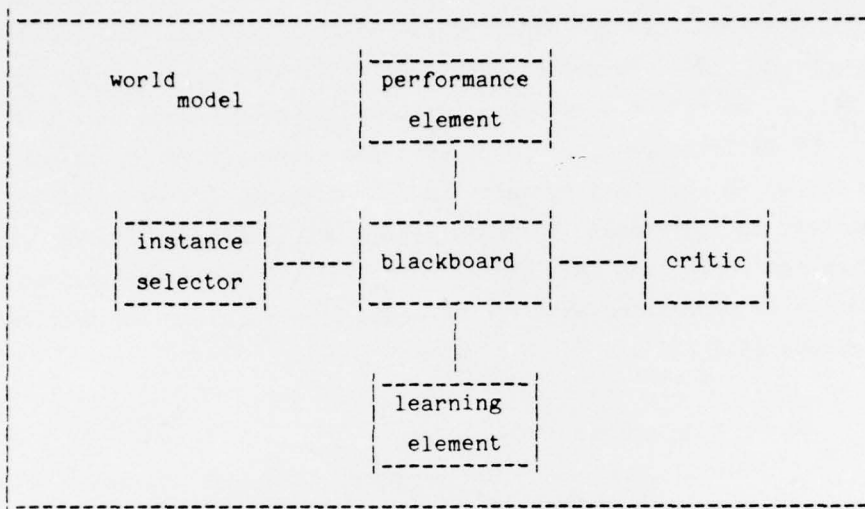 performance
world
model
element
instance
selector
blackboard
critic
learning
element